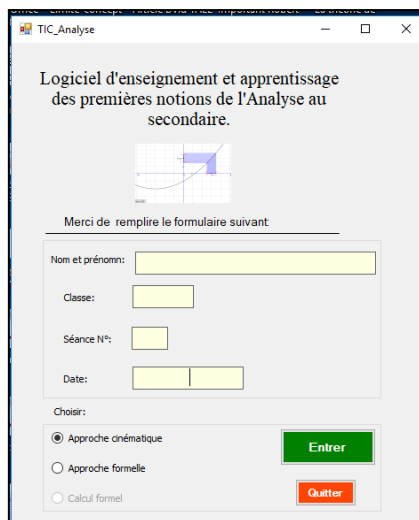 TIC_Analyse
Logiciel d'enseignement et apprentissage
des premières notions de l'Analyse au
secondaire.
Merci de remplire le formulaire suivant
Nom et prénomn:
Classe:
Séance N°:
Date:
Choisir:
Approche cinématique
Entrer
Approche formelle
Calcul formel
Quitter